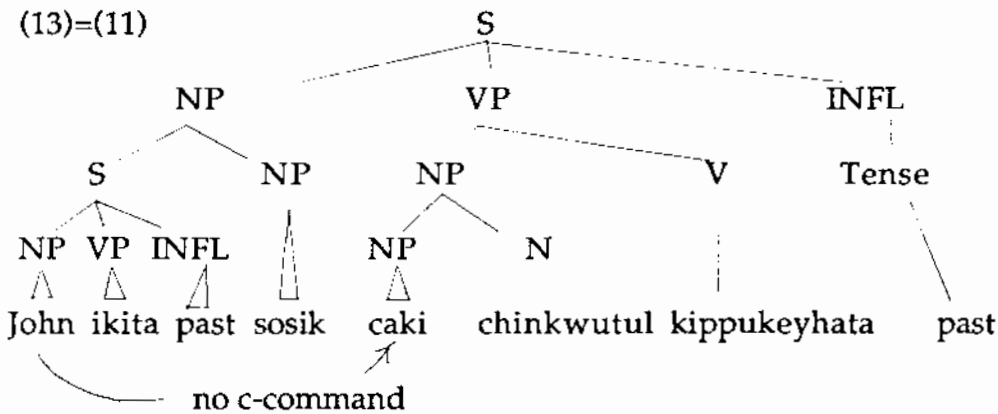 (13)=(11) S
NP VP INFL
S NP NP V Tense
NP VP INFL NP N
John ikita past sosik caki chinkwutul kippukeyhata past
no c-command